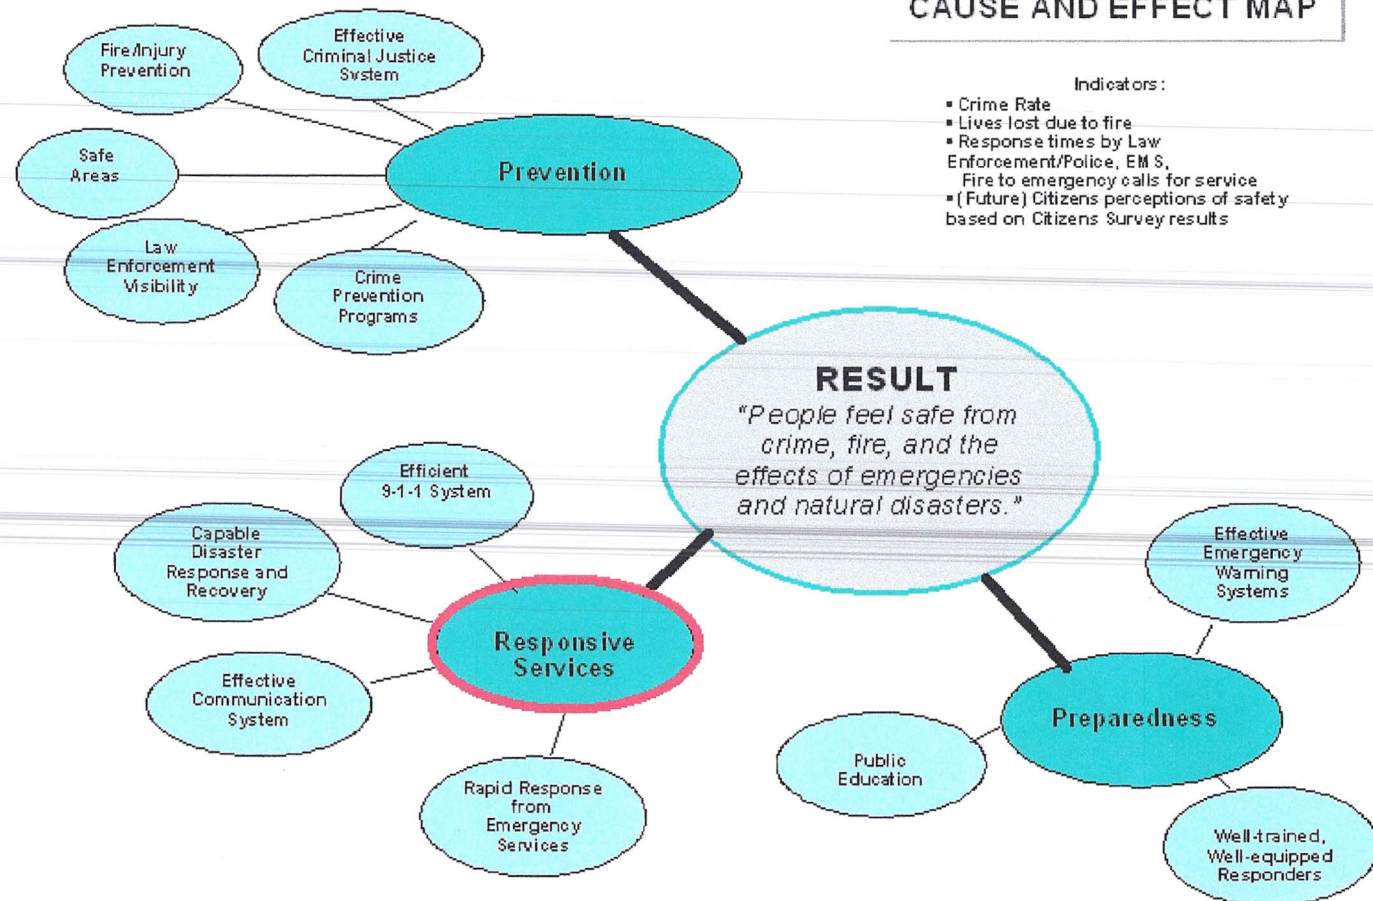 CAUSE AND EFFECT MAP
Indicators:
▪ Crime Rate
▪ Lives lost due to fire
▪ Response times by Law
Enforcement/Police, EMS,
Fire to emergency calls for service
▪ (Future) Citizens perceptions of safety
based on Citizens Survey results
Fire/Injury
Prevention
Effective
Criminal Justice
System
Safe
Areas
Prevention
Law
Enforcement
Visibility
Crime
Prevention
Programs
RESULT
"People feel safe from
crime, fire, and the
effects of emergencies
and natural disasters."
Efficient
9-1-1 System
Capable
Disaster
Response and
Recovery
Responsive
Services
Effective
Communication
System
Rapid Response
from
Emergency
Services
Effective
Emergency
Warning
Systems
Preparedness
Public
Education
Well-trained,
Well-equipped
Responders